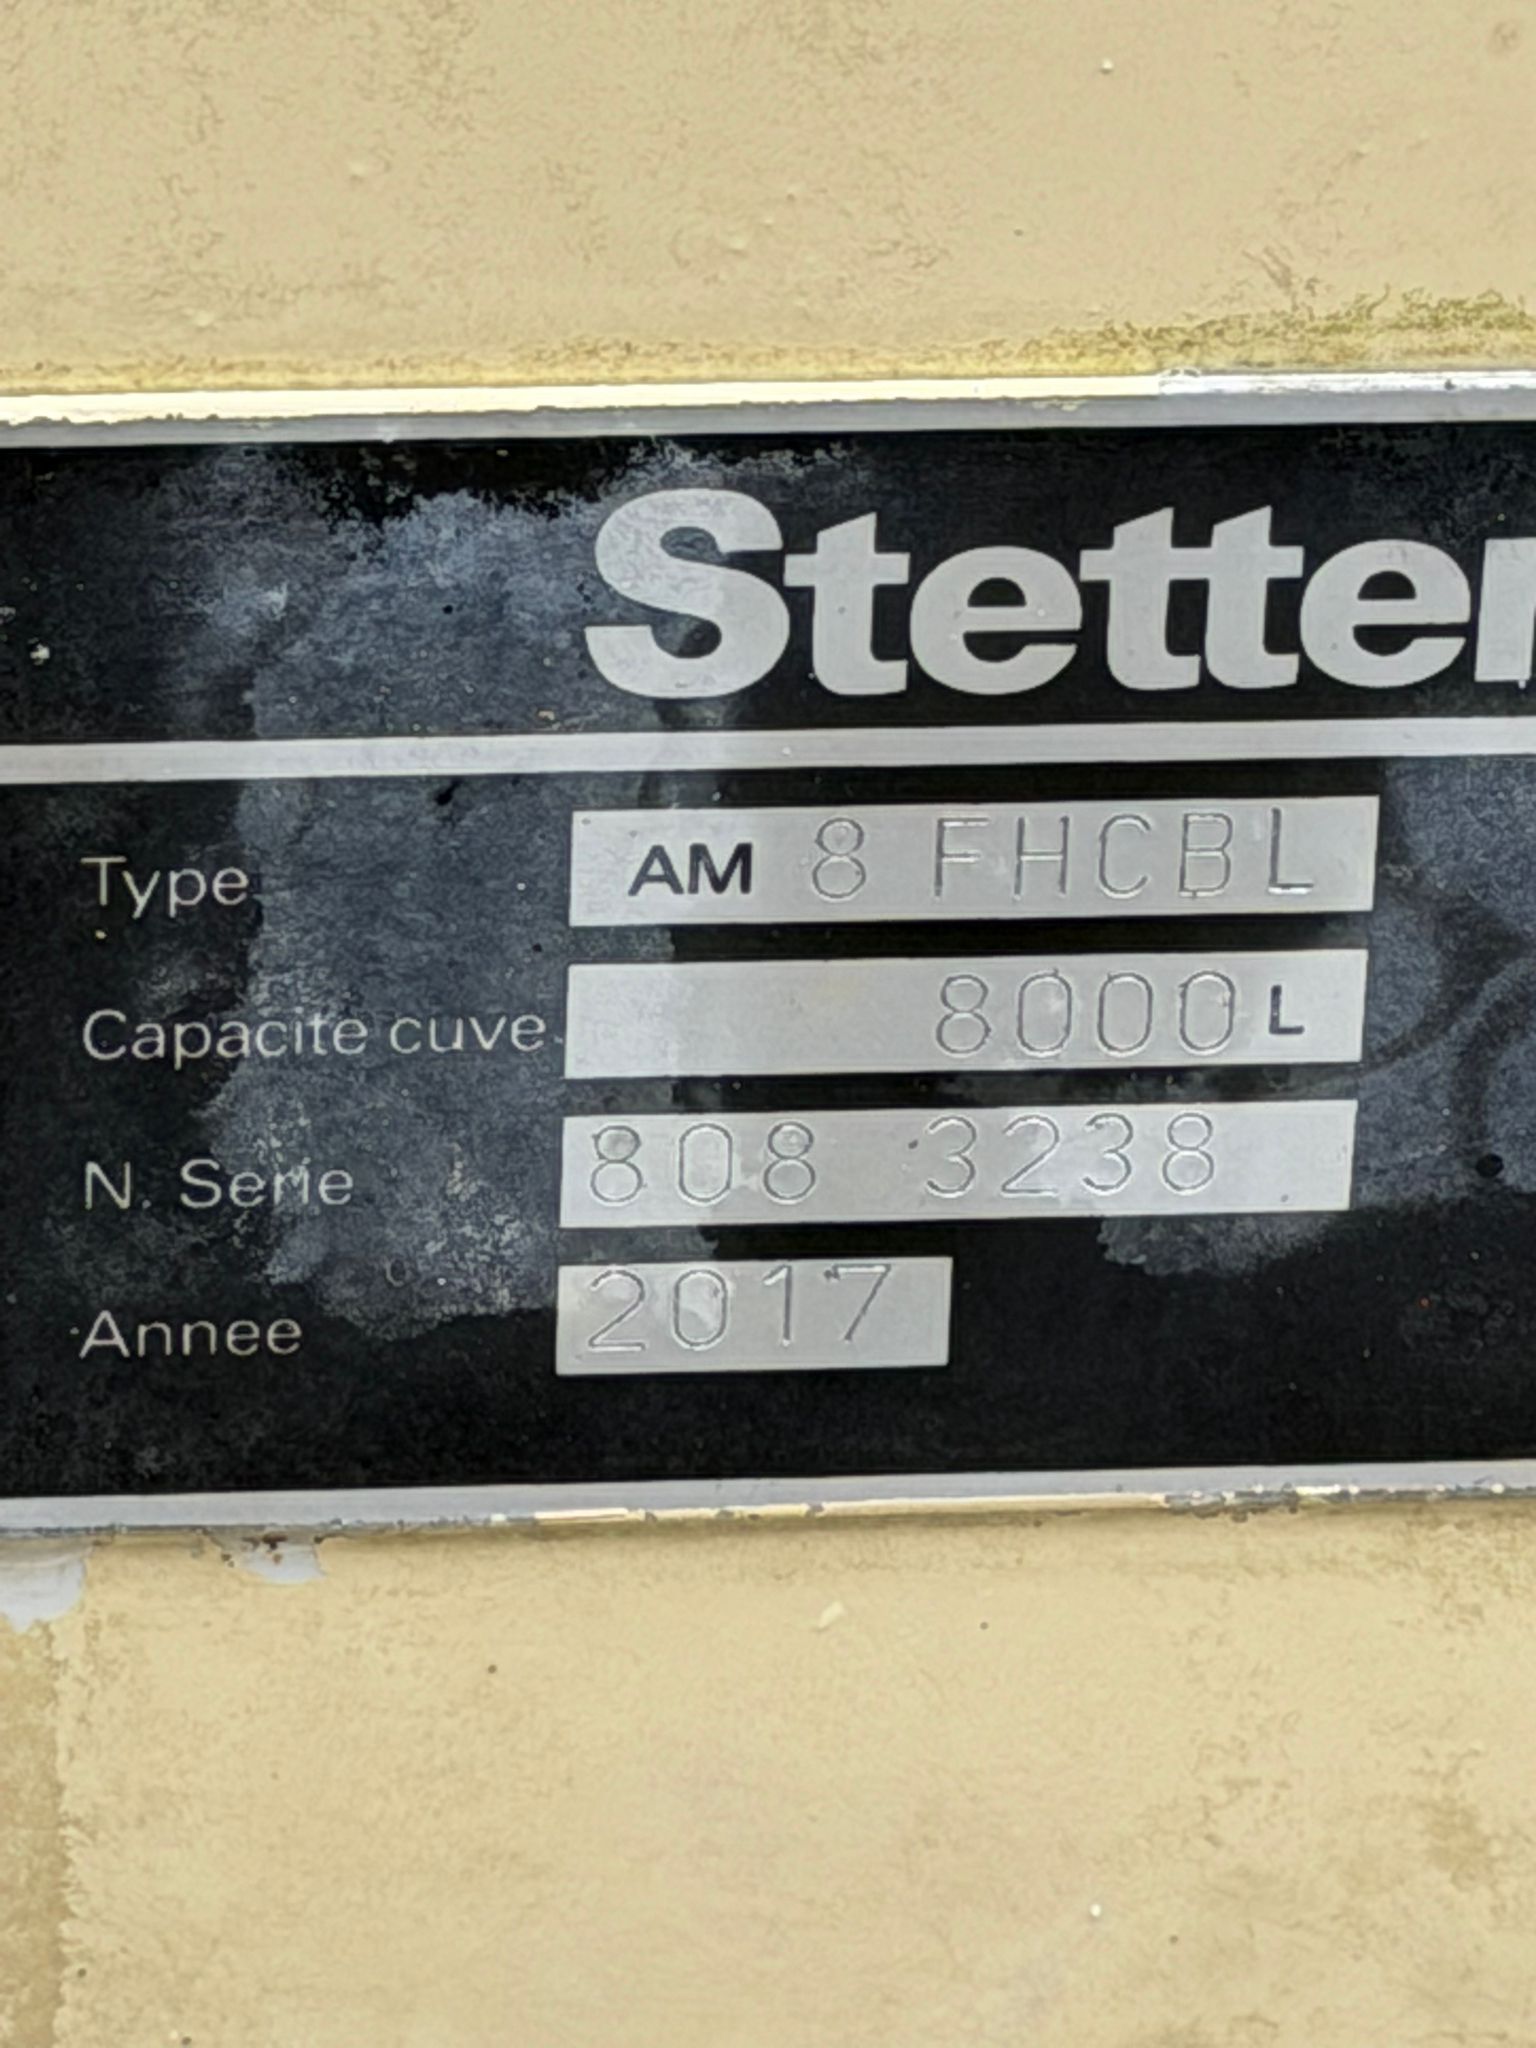 Stetter
Type AM 8 FHCBL
Capacite cuve 8000 L
N. Serie 808 3238
Annee 2017